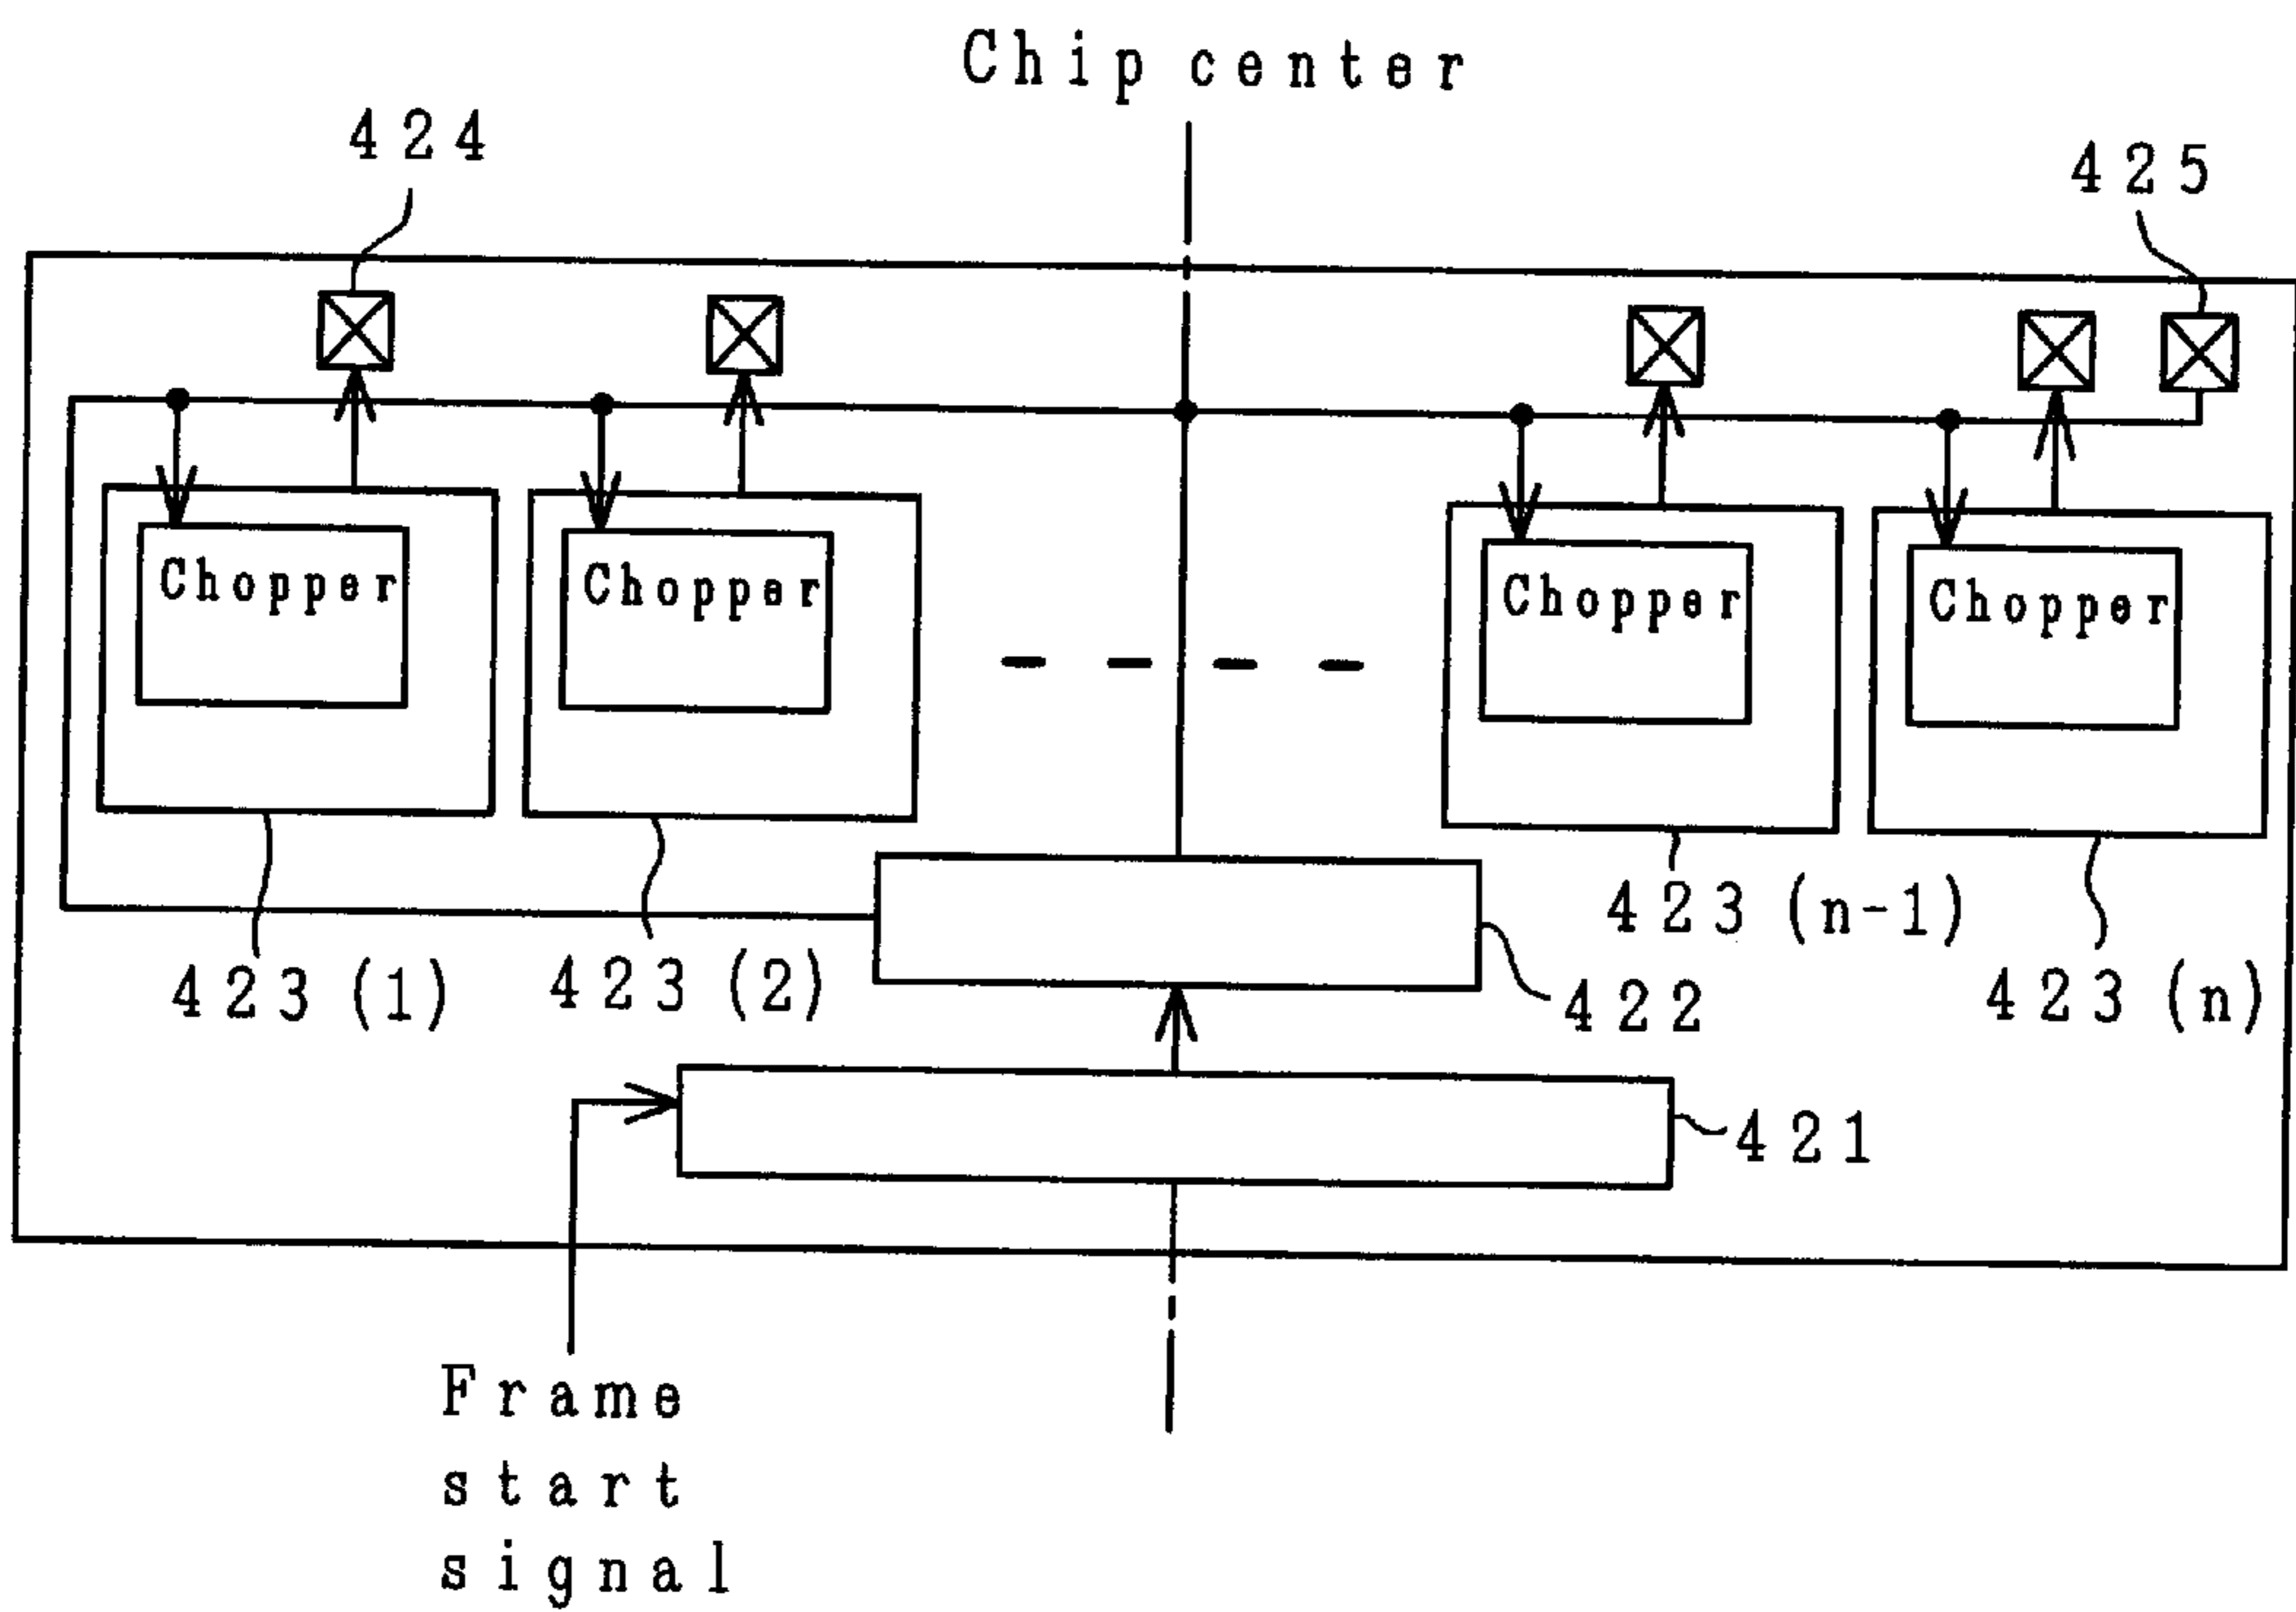 Chip center
424
425
Chopper
Chopper
Chopper
Chopper
423 (1)
423 (2)
423 (n-1)
423 (n)
422
421
Frame
start
signal